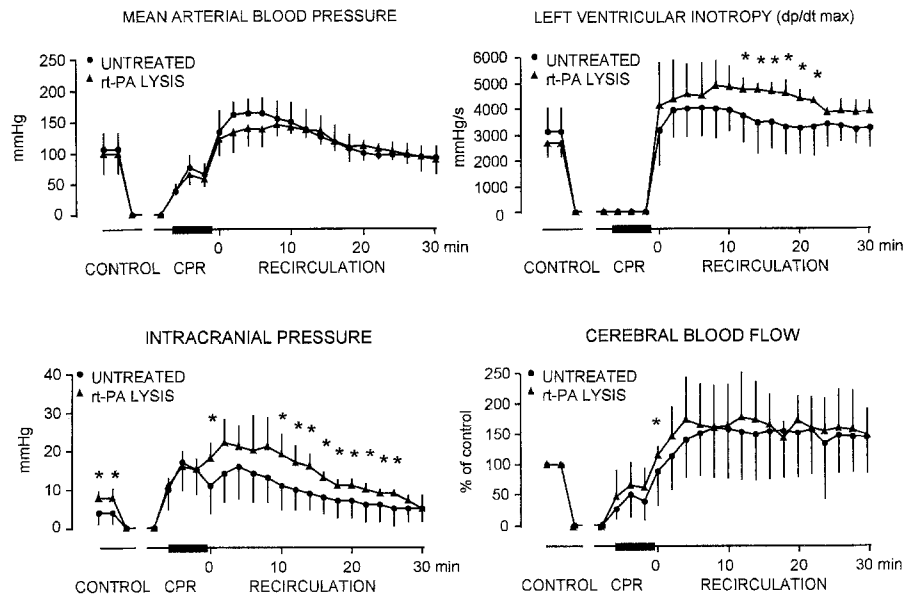 MEAN ARTERIAL BLOOD PRESSURE
250
200
150
100
50
0
mmHg
UNTREATED
rt-PA LYSIS
0 10 20 30 min
CONTROL CPR RECIRCULATION
LEFT VENTRICULAR INOTROPY (dp/dt max)
6000
5000
4000
3000
2000
1000
0
mmHg/s
UNTREATED
rt-PA LYSIS
* * * * * *
0 10 20 30 min
CONTROL CPR RECIRCULATION
INTRACRANIAL PRESSURE
40
30
20
10
0
mmHg
UNTREATED
rt-PA LYSIS
* * * * * * * * * * * *
0 10 20 30 min
CONTROL CPR RECIRCULATION
CEREBRAL BLOOD FLOW
250
200
150
100
50
0
% of control
UNTREATED
rt-PA LYSIS
*
0 10 20 30 min
CONTROL CPR RECIRCULATION